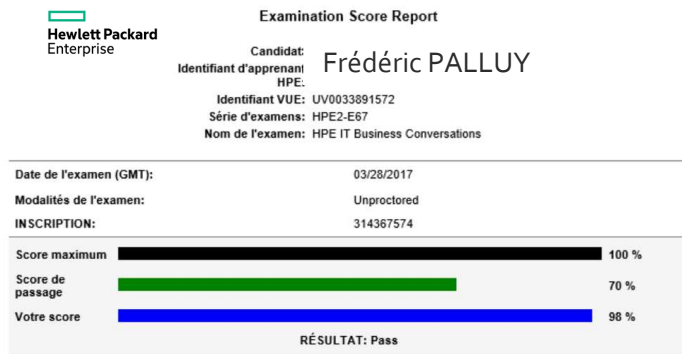 Examination Score Report
Hewlett Packard
Enterprise
Candidat:
Identifiant d'apprenant
HPE:
Frédéric PALLUY
Identifiant VUE: UV0033891572
Série d'examens: HPE2-E67
Nom de l'examen: HPE IT Business Conversations
Date de l'examen (GMT): 03/28/2017
Modalités de l'examen: Unproctored
INSCRIPTION: 314367574
Score maximum 100 %
Score de
passage 70 %
Votre score 98 %
RÉSULTAT: Pass